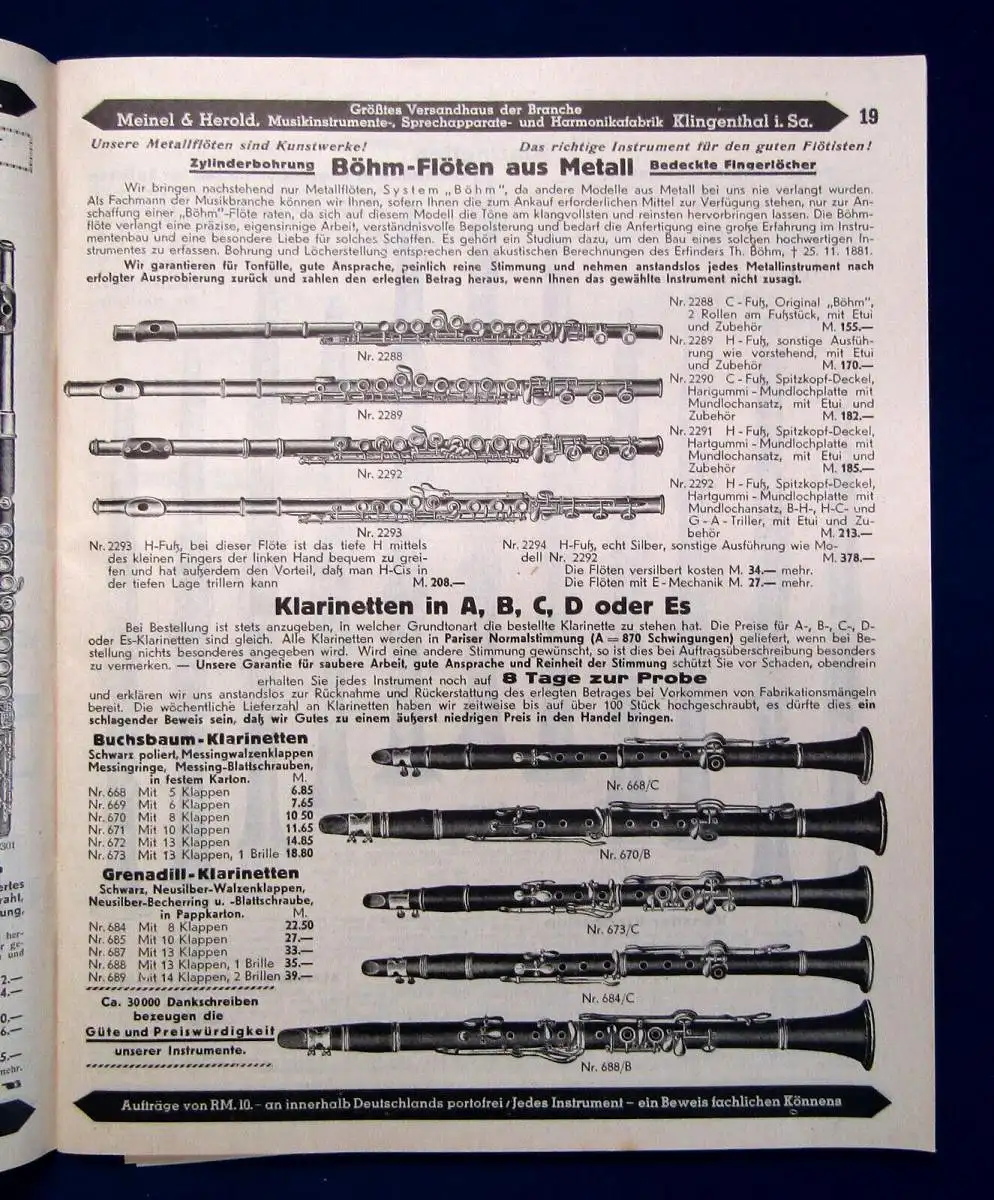 Größtes Versandhaus der Branche
Meinel & Herold, Musikinstrumente-, Sprechapparate- und Harmonikafabrik Klingenthal i. Sa.
19
Unsere Metallflöten sind Kunstwerke! Das richtige Instrument für den guten Flötisten!
Zylinderbohrung Böhm-Flöten aus Metall Bedeckte Fingerlöcher
Wir bringen nachstehend nur Metallflöten, System „Böhm", da andere Modelle aus Metall bei uns nie verlangt wurden.
Als Fachmann der Musikbranche können wir Ihnen, sofern Ihnen die zum Ankauf erforderlichen Mittel zur Verfügung stehen, nur zur An-
schaffung einer „Böhm"-Flöte raten, da sich auf diesem Modell die Töne am klangvollsten und reinsten hervorbringen lassen. Die Böhm-
flöte verlangt eine präzise, eigensinnige Arbeit, verständnisvolle Bepolsterung und bedarf die Anfertigung eine große Erfahrung im Instru-
mentenbau und eine besondere Liebe für solches Schaffen. Es gehört ein Studium dazu, um den Bau eines solchen hochwertigen In-
strumentes zu erfassen. Bohrung und Löcherstellung entsprechen den akustischen Berechnungen des Erfinders Th. Böhm, † 25. 11. 1881.
Wir garantieren für Tonfülle, gute Ansprache, peinlich reine Stimmung und nehmen anstandslos jedes Metallinstrument nach
erfolgter Ausprobierung zurück und zahlen den erlegten Betrag heraus, wenn Ihnen das gewählte Instrument nicht zusagt.
Nr. 2288
Nr. 2289
Nr. 2292
Nr. 2293
Nr. 2288 C-Fuß, Original „Böhm",
2 Rollen am Fußstück, mit Etui
und Zubehör M. 155.—
Nr. 2289 H-Fuß, sonstige Ausfüh-
rung wie vorstehend, mit Etui
und Zubehör M. 170.—
Nr. 2290 C-Fuß, Spitzkopf-Deckel,
Harigummi-Mundlochplatte mit
Mundlochansatz, mit Etui und
Zubehör M. 182.—
Nr. 2291 H-Fuß, Spitzkopf-Deckel,
Hartgummi-Mundlochplatte mit
Mundlochansatz, mit Etui und
Zubehör M. 185.—
Nr. 2292 H-Fuß, Spitzkopf-Deckel,
Hartgummi-Mundlochplatte mit
Mundlochansatz, B-H-, H-C- und
G-A-Triller, mit Etui und Zu-
behör M. 213.—
Nr. 2293 H-Fuß, bei dieser Flöte ist das tiefe H mittels
des kleinen Fingers der linken Hand bequem zu grei-
fen und hat außerdem den Vorteil, daß man H-Cis in
der tiefen Lage trillern kann M. 208.—
Nr. 2294 H-Fuß, echt Silber, sonstige Ausführung wie Mo-
dell Nr. 2292 M. 378.—
Die Flöten versilbert kosten M. 34.— mehr.
Die Flöten mit E-Mechanik M. 27.— mehr.
Klarinetten in A, B, C, D oder Es
Bei Bestellung ist stets anzugeben, in welcher Grundtonart die bestellte Klarinette zu stehen hat. Die Preise für A-, B-, C-, D-
oder Es-Klarinetten sind gleich. Alle Klarinetten werden in Pariser Normalstimmung (A = 870 Schwingungen) geliefert, wenn bei Be-
stellung nichts besonderes angegeben wird. Wird eine andere Stimmung gewünscht, so ist dies bei Auftragsüberschreibung besonders
zu vermerken. — Unsere Garantie für saubere Arbeit, gute Ansprache und Reinheit der Stimmung schützt Sie vor Schaden, obendrein
erhalten Sie jedes Instrument noch auf 8 Tage zur Probe
und erklären wir uns anstandslos zur Rücknahme und Rückerstattung des erlegten Betrages bei Vorkommen von Fabrikationsmängeln
bereit. Die wöchentliche Lieferzahl an Klarinetten haben wir zeitweise bis auf über 100 Stück hochgeschraubt, es dürfte dies ein
schlagender Beweis sein, daß wir Gutes zu einem äußerst niedrigen Preis in den Handel bringen.
Buchsbaum-Klarinetten
Schwarz poliert, Messingwalzenklappen
Messingringe, Messing-Blattschrauben,
in festem Karton. M.
Nr. 668 Mit 5 Klappen 6.85
Nr. 669 Mit 6 Klappen 7.65
Nr. 670 Mit 8 Klappen 10 50
Nr. 671 Mit 10 Klappen 11.65
Nr. 672 Mit 13 Klappen 14.85
Nr. 673 Mit 13 Klappen, 1 Brille 18.80
Grenadill-Klarinetten
Schwarz, Neusilber-Walzenklappen,
Neusilber-Becherring u. -Blattschraube,
in Pappkarton. M.
Nr. 684 Mit 8 Klappen 22.50
Nr. 685 Mit 10 Klappen 27.—
Nr. 687 Mit 13 Klappen 33.—
Nr. 688 Mit 13 Klappen, 1 Brille 35.—
Nr. 689 Mit 14 Klappen, 2 Brillen 39.—
Ca. 30000 Dankschreiben
bezeugen die
Güte und Preiswürdigkeit
unserer Instrumente.
Nr. 668/C
Nr. 670/B
Nr. 673/C
Nr. 684/C
Nr. 688/B
Aufträge von RM. 10.– an innerhalb Deutschlands portofrei / Jedes Instrument – ein Beweis fachlichen Könnens